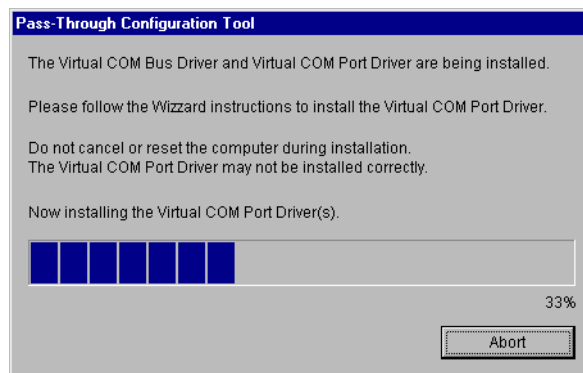 Pass-Through Configuration Tool
The Virtual COM Bus Driver and Virtual COM Port Driver are being installed.
Please follow the Wizzard instructions to install the Virtual COM Port Driver.
Do not cancel or reset the computer during installation.
The Virtual COM Port Driver may not be installed correctly.
Now installing the Virtual COM Port Driver(s).
33%
Abort